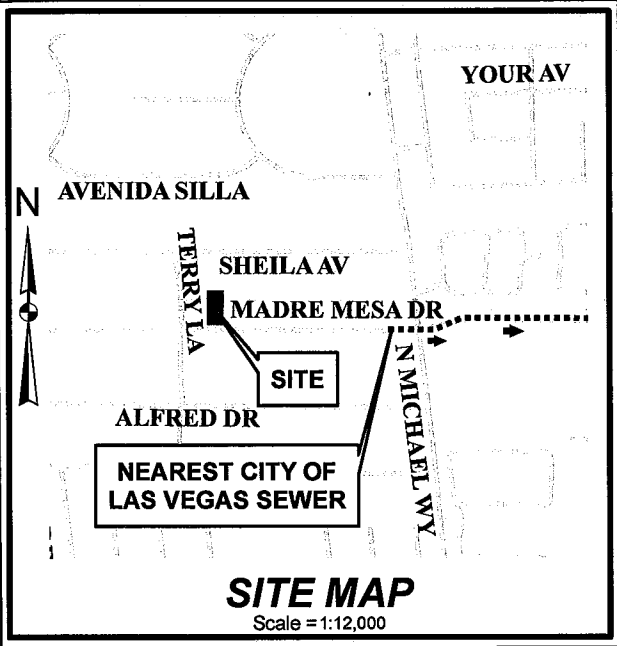 YOUR AV
N
AVENIDA SILLA
TERRY LA
SHEILA AV
MADRE MESA DR
SITE
N MICHAEL WY
ALFRED DR
NEAREST CITY OF
LAS VEGAS SEWER
SITE MAP
Scale = 1:12,000